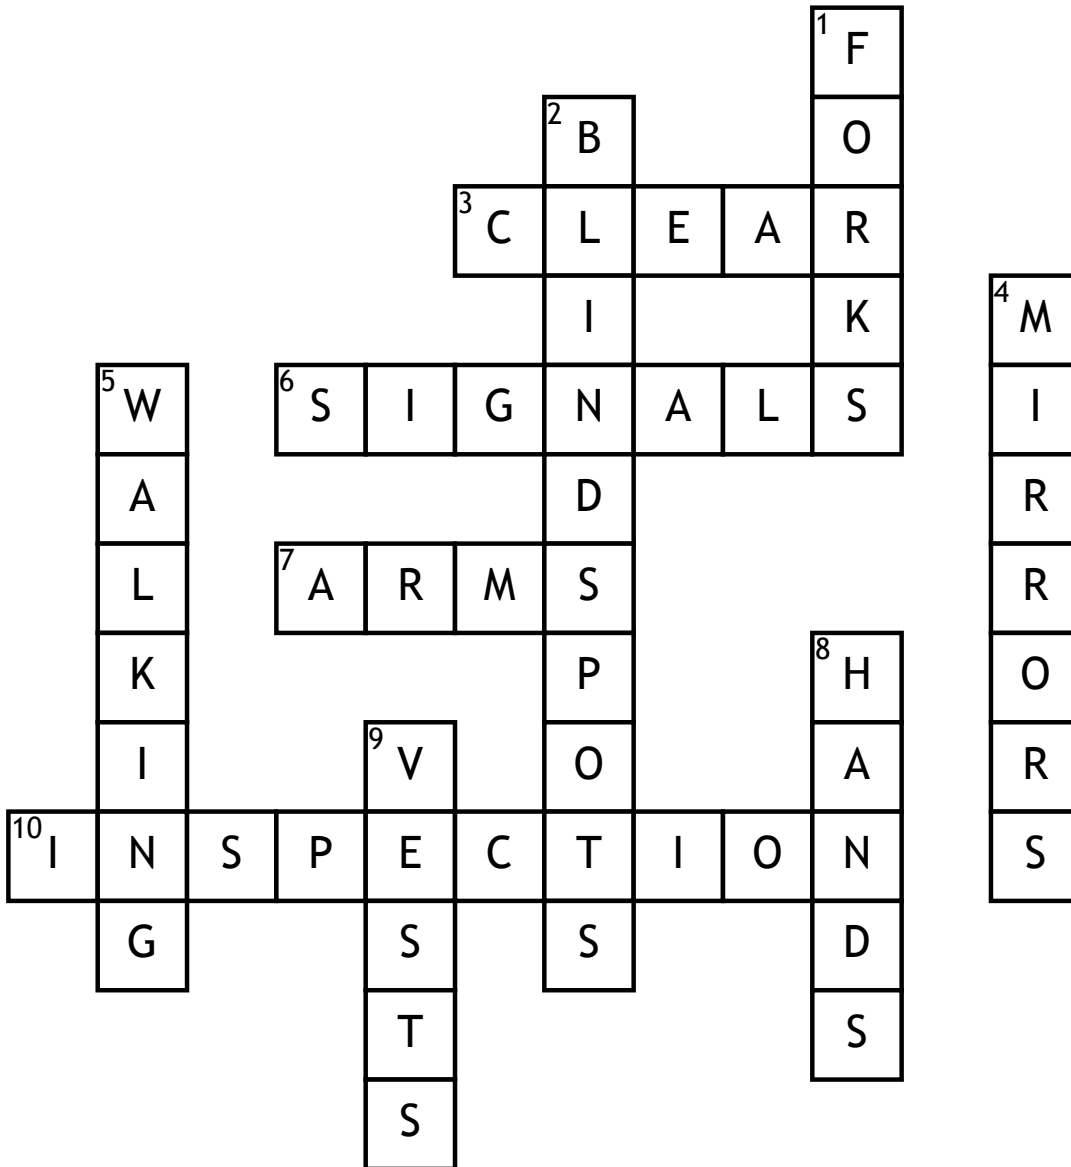 1 F
2 B O
3 C L E A R
I K 4 M
5 W 6 S I G N A L S I
A D R
L 7 A R M S R
K P 8 H O
I 9 V O A R
10 I N S P E C T I O N S
G S S D
T S
S